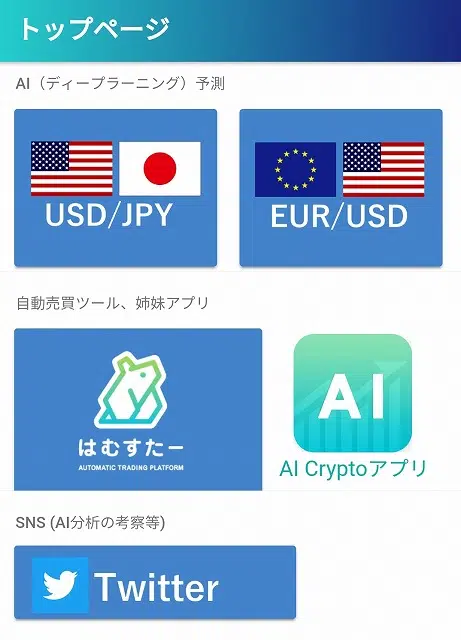 トップページ
AI（ディープラーニング）予測
USD/JPY
EUR/USD
自動売買ツール、姉妹アプリ
はむすたー
AUTOMATIC TRADING PLATFORM
AI
AI Cryptoアプリ
SNS (AI分析の考察等)
Twitter